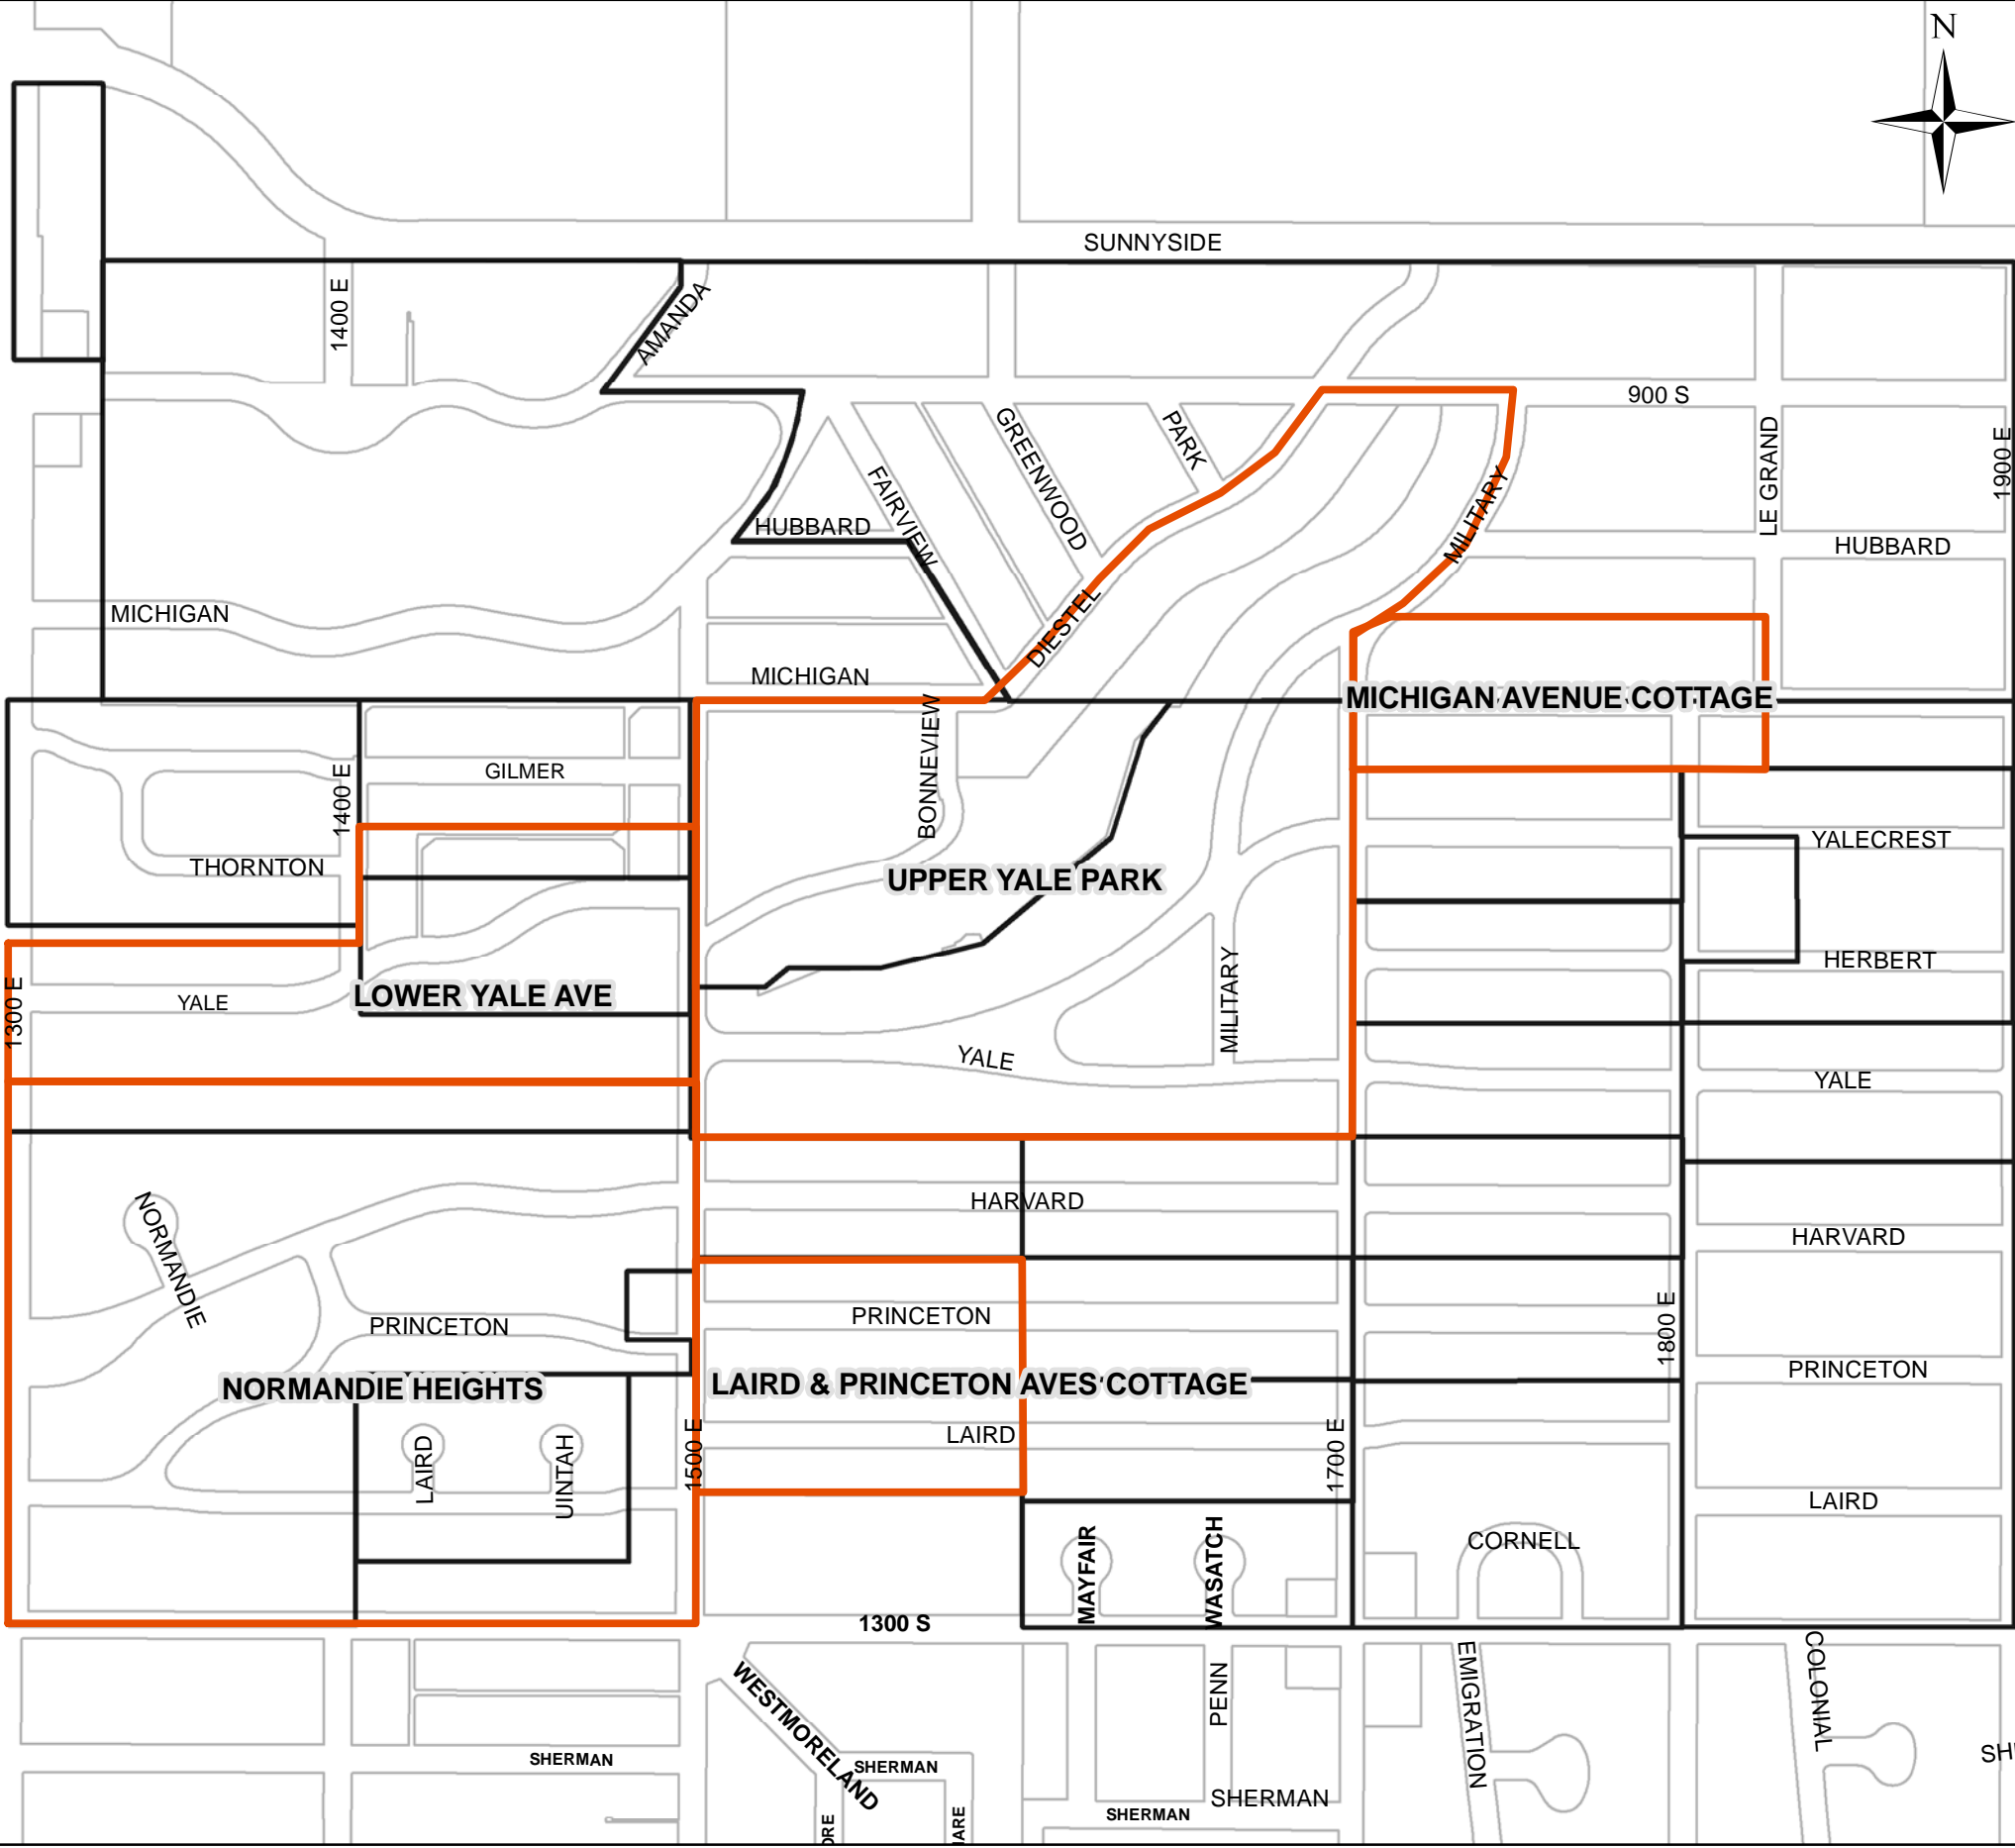 N
SUNNYSIDE
1400 E
AMANDA
900 S
PARK
GREENWOOD
LE GRAND
1900 E
FAIRVIEW
MILITARY
HUBBARD
HUBBARD
MICHIGAN
DIESTEL
MICHIGAN
MICHIGAN AVENUE COTTAGE
BONNEVIEW
GILMER
1400 E
YALECREST
THORNTON
UPPER YALE PARK
HERBERT
LOWER YALE AVE
YALE
1300 E
MILITARY
YALE
YALE
HARVARD
NORMANDIE
HARVARD
PRINCETON
PRINCETON
1800 E
PRINCETON
NORMANDIE HEIGHTS
LAIRD & PRINCETON AVES COTTAGE
LAIRD
1500 E
1700 E
LAIRD
UINTAH
LAIRD
CORNELL
MAYFAIR
WASATCH
1300 S
WESTMORELAND
PENN
EMIGRATION
COLONIAL
SHERMAN
SHERMAN
SHERMAN
SHERMAN